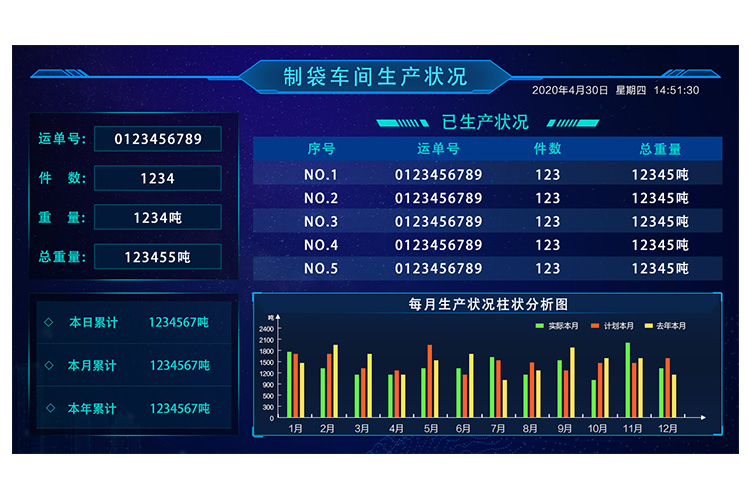 制袋车间生产状况
2020年4月30日 星期四 14:51:30
运单号: 0123456789
件 数: 1234
重 量: 1234吨
总重量: 123455吨
已生产状况
序号 运单号 件数 总重量
NO.1 0123456789 123 12345吨
NO.2 0123456789 123 12345吨
NO.3 0123456789 123 12345吨
NO.4 0123456789 123 12345吨
NO.5 0123456789 123 12345吨
本日累计 1234567吨
本月累计 1234567吨
本年累计 1234567吨
每月生产状况柱状分析图
实际本月 计划本月 去年本月
吨
2400
2100
1800
1500
1200
900
600
300
0
1月 2月 3月 4月 5月 6月 7月 8月 9月 10月 11月 12月